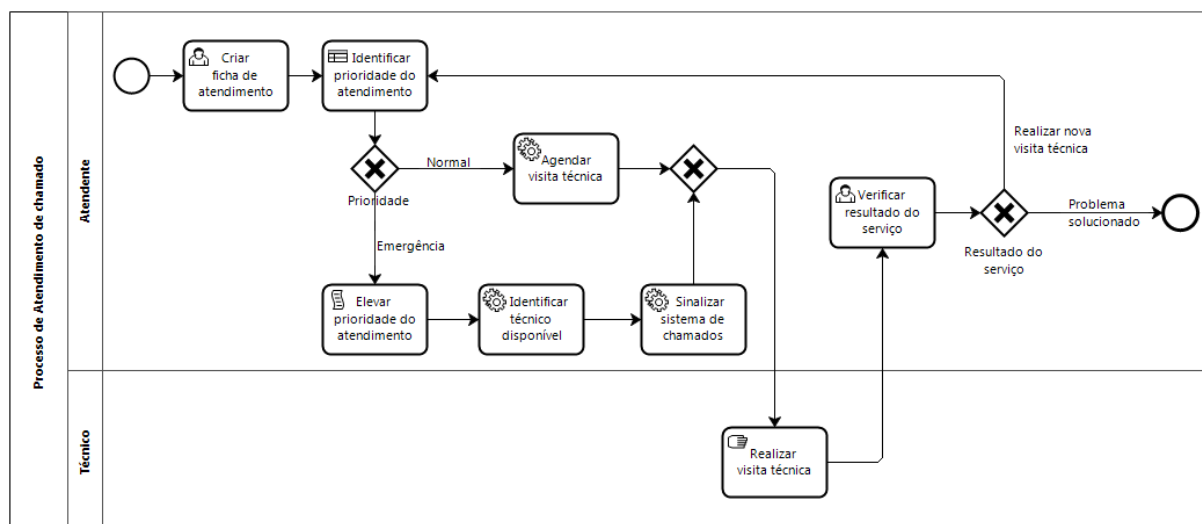 Processo de Atendimento de chamado
Atendente
Criar
ficha de
atendimento
Identificar
prioridade do
atendimento
Prioridade
Normal
Agendar
visita técnica
Emergência
Elevar
prioridade do
atendimento
Identificar
técnico
disponível
Sinalizar
sistema de
chamados
Verificar
resultado do
serviço
Resultado do
serviço
Realizar nova
visita técnica
Problema
solucionado
Técnico
Realizar
visita técnica